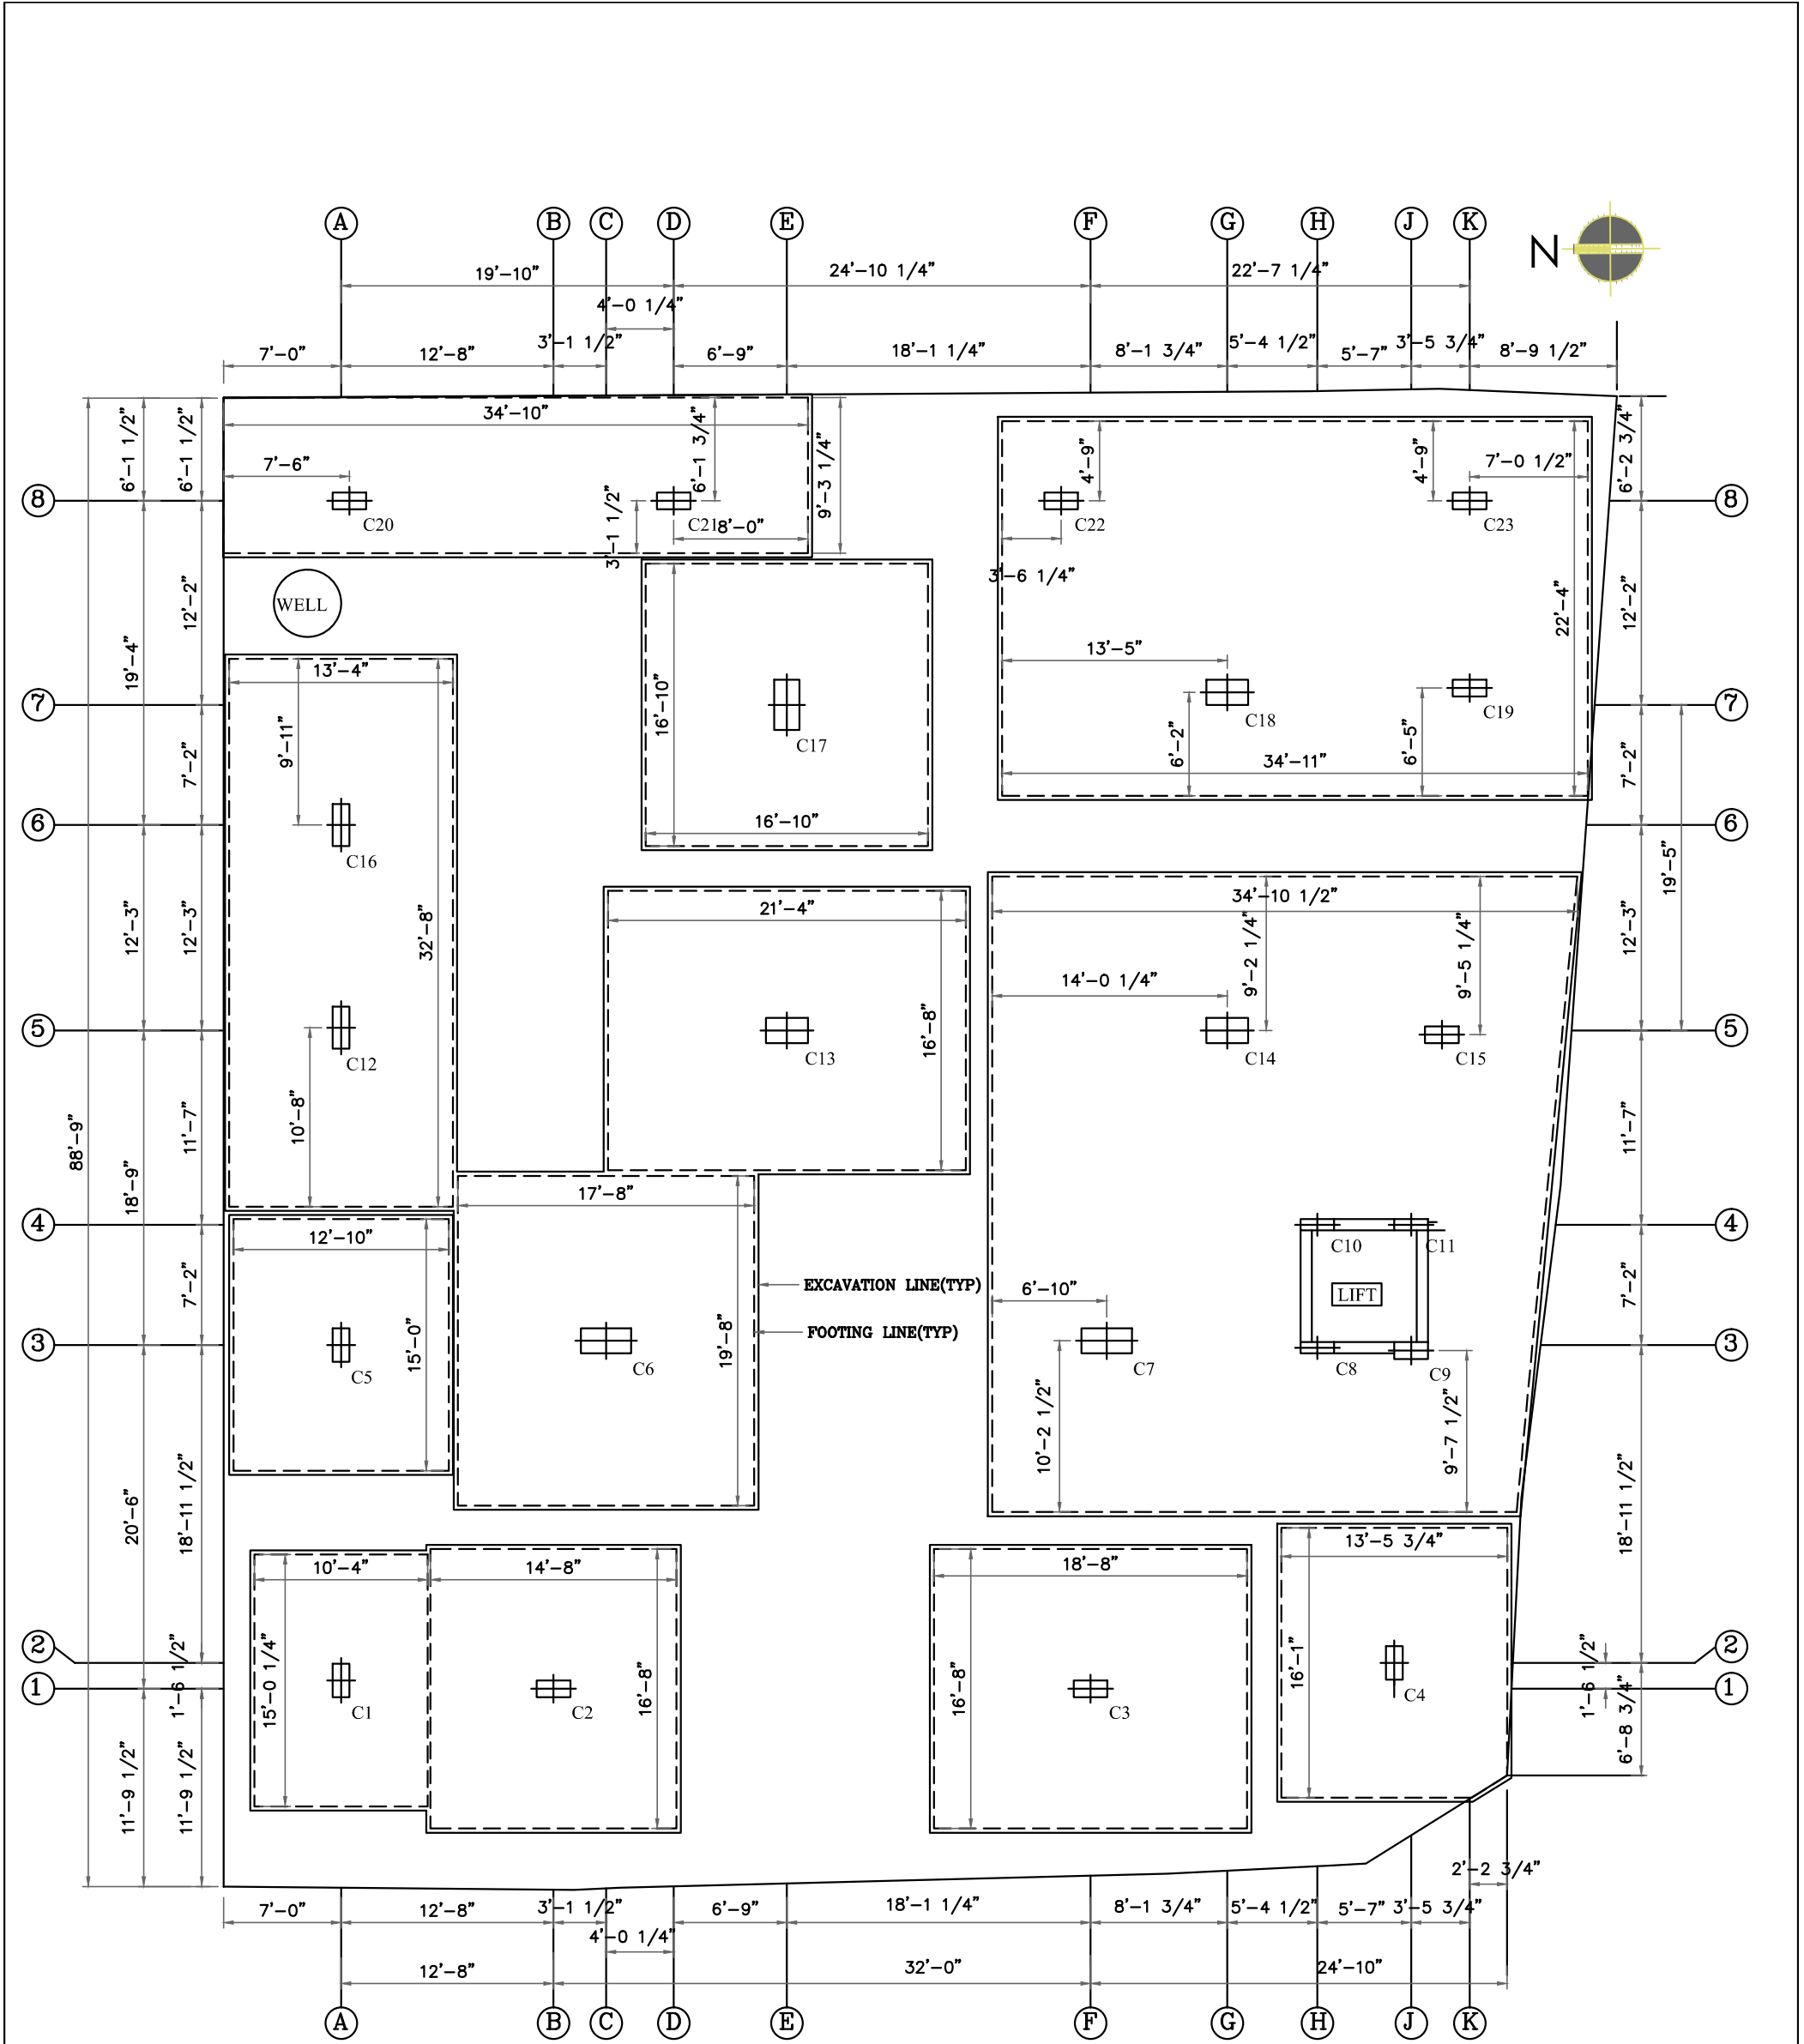 A B C D E F G H J K
N
19'-10" 24'-10 1/4" 22'-7 1/4"
4'-0 1/4"
7'-0" 12'-8" 3'-1 1/2" 6'-9" 18'-1 1/4" 8'-1 3/4" 5'-4 1/2" 5'-7" 3'-5 3/4" 8'-9 1/2"
6'-1 1/2" 6'-1 1/2" 34'-10" 6'-1 3/4" 9'-3 1/4" 4'-9" 4'-9" 7'-0 1/2" 6'-2 3/4"
7'-6"
8 8
C20 C21 8'-0" C22 C23
3'-1 1/2"
3'-6 1/4"
WELL
12'-2" 22'-4" 12'-2"
19'-4"
13'-4" 13'-5"
7 7
9'-11" 16'-10" C17 C18 C19
6'-2" 6'-5"
7'-2" 34'-11" 7'-2"
16'-10"
6 6
C16
19'-5"
12'-3" 12'-3" 32'-8" 21'-4" 34'-10 1/2" 12'-3"
9'-2 1/4" 9'-5 1/4"
14'-0 1/4"
5 5
16'-8"
C12 C13 C14 C15
10'-8"
88'-9" 18'-9" 11'-7" 11'-7"
17'-8"
4 4
12'-10" C10 C11
7'-2" EXCAVATION LINE(TYP) 6'-10" LIFT 7'-2"
15'-0" 19'-8" FOOTING LINE(TYP)
3 3
C5 C6 C7 C8 C9
10'-2 1/2" 9'-7 1/2"
20'-6" 18'-11 1/2" 18'-11 1/2"
10'-4" 14'-8" 18'-8" 13'-5 3/4"
2 2
1'-6 1/2" 15'-0 1/4" 16'-8" 16'-8" 16'-1" 1'-6 1/2"
1 1
C1 C2 C3 C4
6'-8 3/4"
11'-9 1/2" 11'-9 1/2"
2'-2 3/4"
7'-0" 12'-8" 3'-1 1/2" 6'-9" 18'-1 1/4" 8'-1 3/4" 5'-4 1/2" 5'-7" 3'-5 3/4"
4'-0 1/4"
12'-8" 32'-0" 24'-10"
A B C D E F G H J K